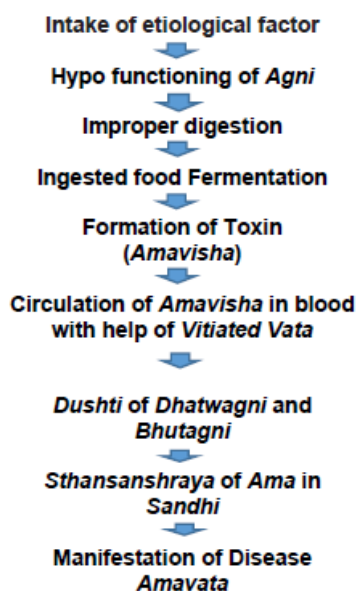 Intake of etiological factor
Hypo functioning of Agni
Improper digestion
Ingested food Fermentation
Formation of Toxin
(Amavisha)
Circulation of Amavisha in blood
with help of Vitiated Vata
Dushti of Dhatwagni and
Bhutagni
Sthansanshraya of Ama in
Sandhi
Manifestation of Disease
Amavata